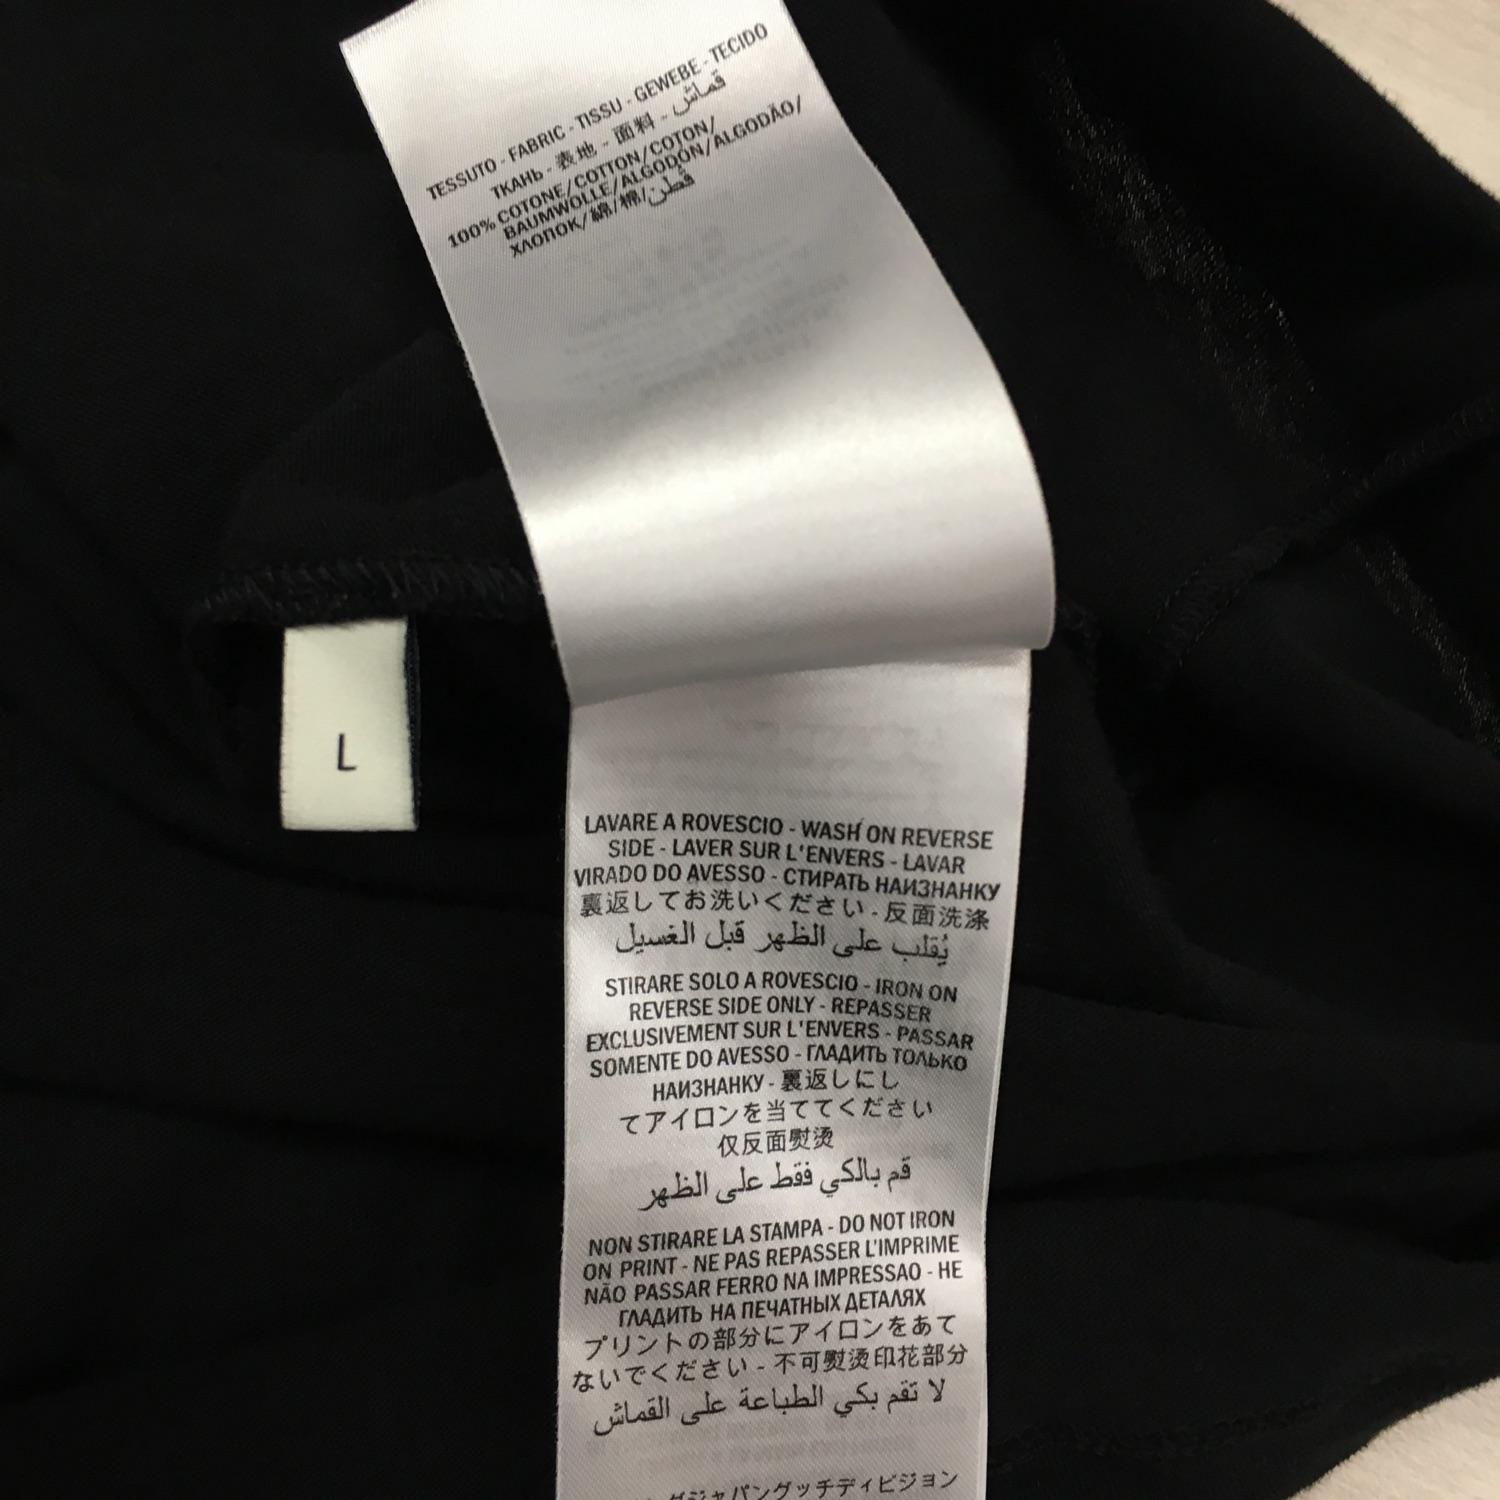 TESSUTO - FABRIC - TISSU - GEWEBE - TECIDO
ТКАНЬ - 表地 - 面料 - قماش
100% COTONE/COTTON/COTON/
BAUMWOLLE/ALGODÓN/ALGODÃO/
ХЛОПОК/綿/棉/قُطن
L
LAVARE A ROVESCIO - WASH ON REVERSE
SIDE - LAVER SUR L'ENVERS - LAVAR
VIRADO DO AVESSO - СТИРАТЬ НАИЗНАНКУ
裏返してお洗いください - 反面洗涤
يُقلب على الظهر قبل الغسيل
STIRARE SOLO A ROVESCIO - IRON ON
REVERSE SIDE ONLY - REPASSER
EXCLUSIVEMENT SUR L'ENVERS - PASSAR
SOMENTE DO AVESSO - ГЛАДИТЬ ТОЛЬКО
НАИЗНАНКУ - 裏返しにし
てアイロンを当ててください
仅反面熨烫
قم بالكي فقط على الظهر
NON STIRARE LA STAMPA - DO NOT IRON
ON PRINT - NE PAS REPASSER L'IMPRIME
NÃO PASSAR FERRO NA IMPRESSAO - НЕ
ГЛАДИТЬ НА ПЕЧАТНЫХ ДЕТАЛЯХ
プリントの部分にアイロンをあて
ないでください - 不可熨烫印花部分
لا تقم بكي الطباعة على القماش
グジャパングッチディビジョン